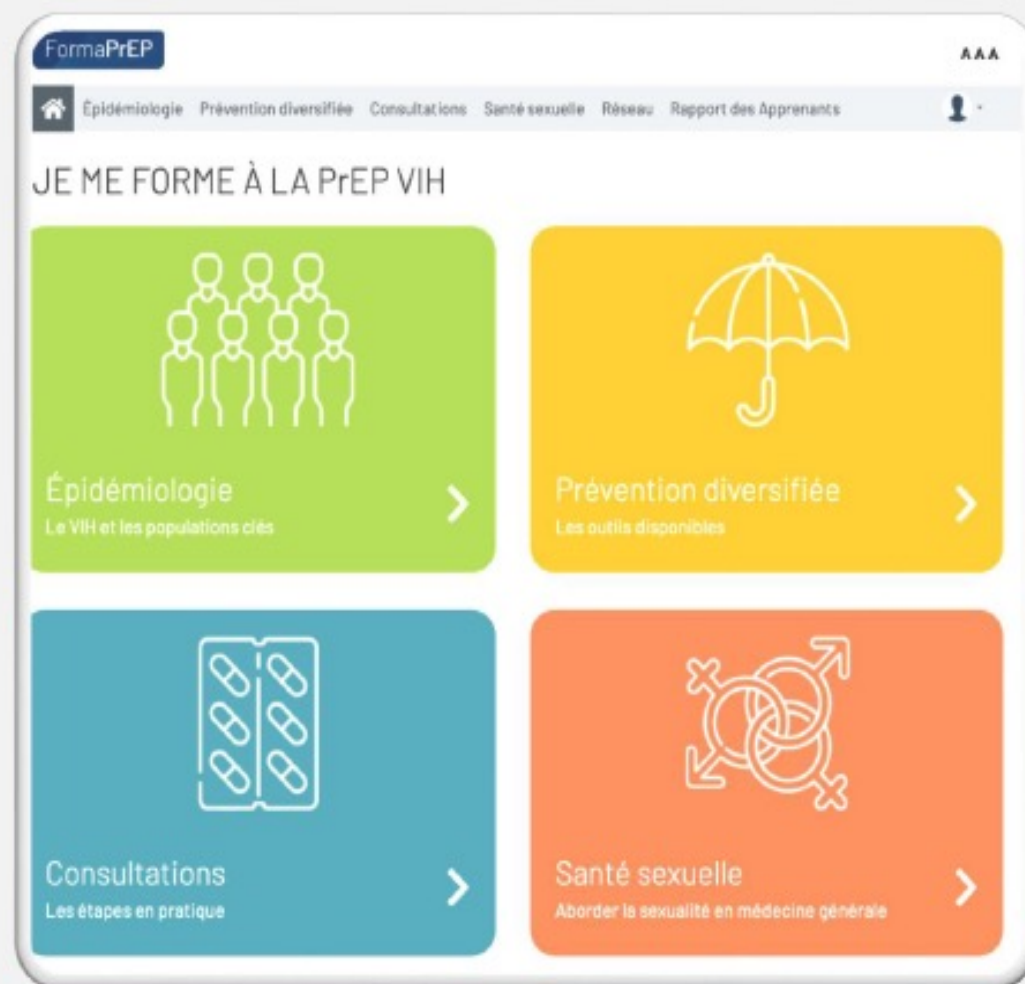 FormaPrEP
A A A
Épidémiologie Prévention diversifiée Consultations Santé sexuelle Réseau Rapport des Apprenants
JE ME FORME À LA PrEP VIH
Épidémiologie
Le VIH et les populations clés
Prévention diversifiée
Les outils disponibles
Consultations
Les étapes en pratique
Santé sexuelle
Aborder la sexualité en médecine générale